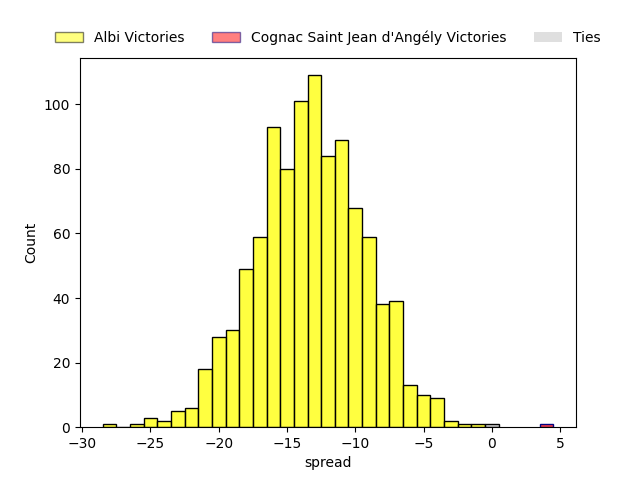 Albi Victories Cognac Saint Jean d'Angély Victories Ties
100
80
60
40
20
0
Count
−30 −25 −20 −15 −10 −5 0 5
spread